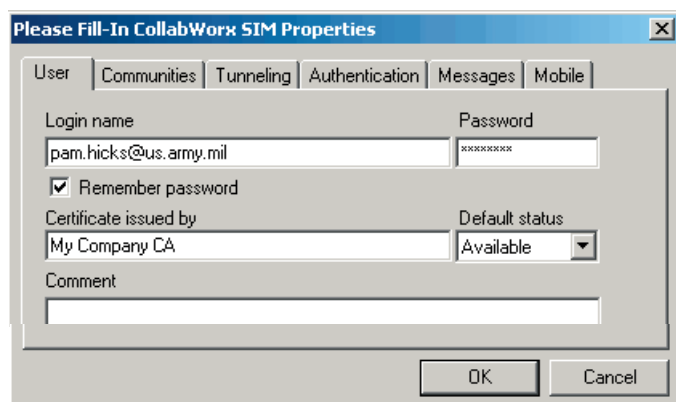 Please Fill-In CollabWorx SIM Properties
User Communities Tunneling Authentication Messages Mobile
Login name Password
pam.hicks@us.army.mil ********
Remember password
Certificate issued by Default status
My Company CA Available
Comment
OK Cancel